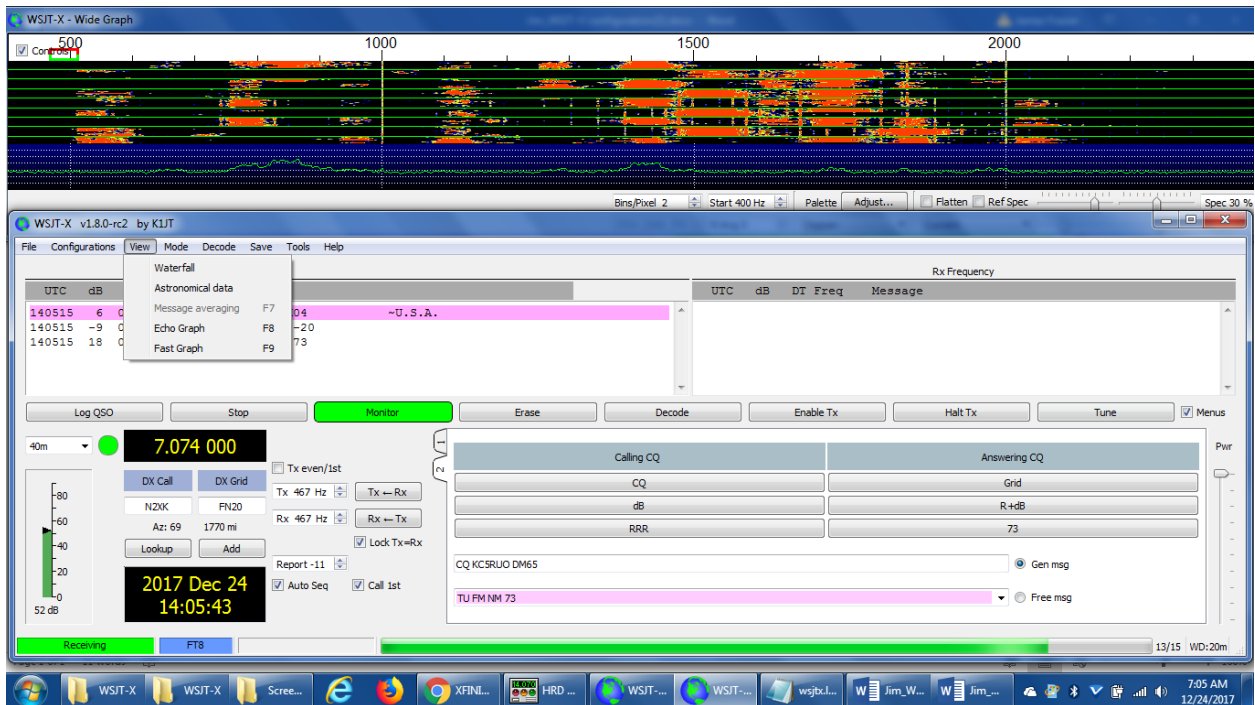 WSJT-X - Wide Graph
Controls
500 1000 1500 2000
Bins/Pixel 2 Start 400 Hz Palette Adjust... Flatten Ref Spec Spec 30 %
WSJT-X v1.8.0-rc2 by K1JT
File Configurations View Mode Decode Save Tools Help
Waterfall
Astronomical data
Message averaging F7
Echo Graph F8
Fast Graph F9
Rx Frequency
UTC dB
UTC dB DT Freq Message
140515 6 0 04 ~U.S.A.
140515 -9 0 -20
140515 18 0 73
Log QSO Stop Monitor Erase Decode Enable Tx Halt Tx Tune Menus
40m 7.074 000
Tx even/1st
DX Call DX Grid
Tx 467 Hz Tx ← Rx
N2XK FN20
Az: 69 1770 mi
Rx 467 Hz Rx ← Tx
Lock Tx=Rx
Lookup Add
Report -11
2017 Dec 24
14:05:43
Auto Seq Call 1st
-80
-60
-40
-20
-0
52 dB
1
2
Calling CQ Answering CQ
CQ Grid
dB R+dB
RRR 73
CQ KC5RUO DM65 Gen msg
TU FM NM 73 Free msg
Pwr
Receiving FT8 13/15 WD:20m
WSJT-X WSJT-X Scree... XFINI... HRD ... WSJT-... WSJT-... wsjtx.l... Jim_W... Jim_...
7:05 AM
12/24/2017